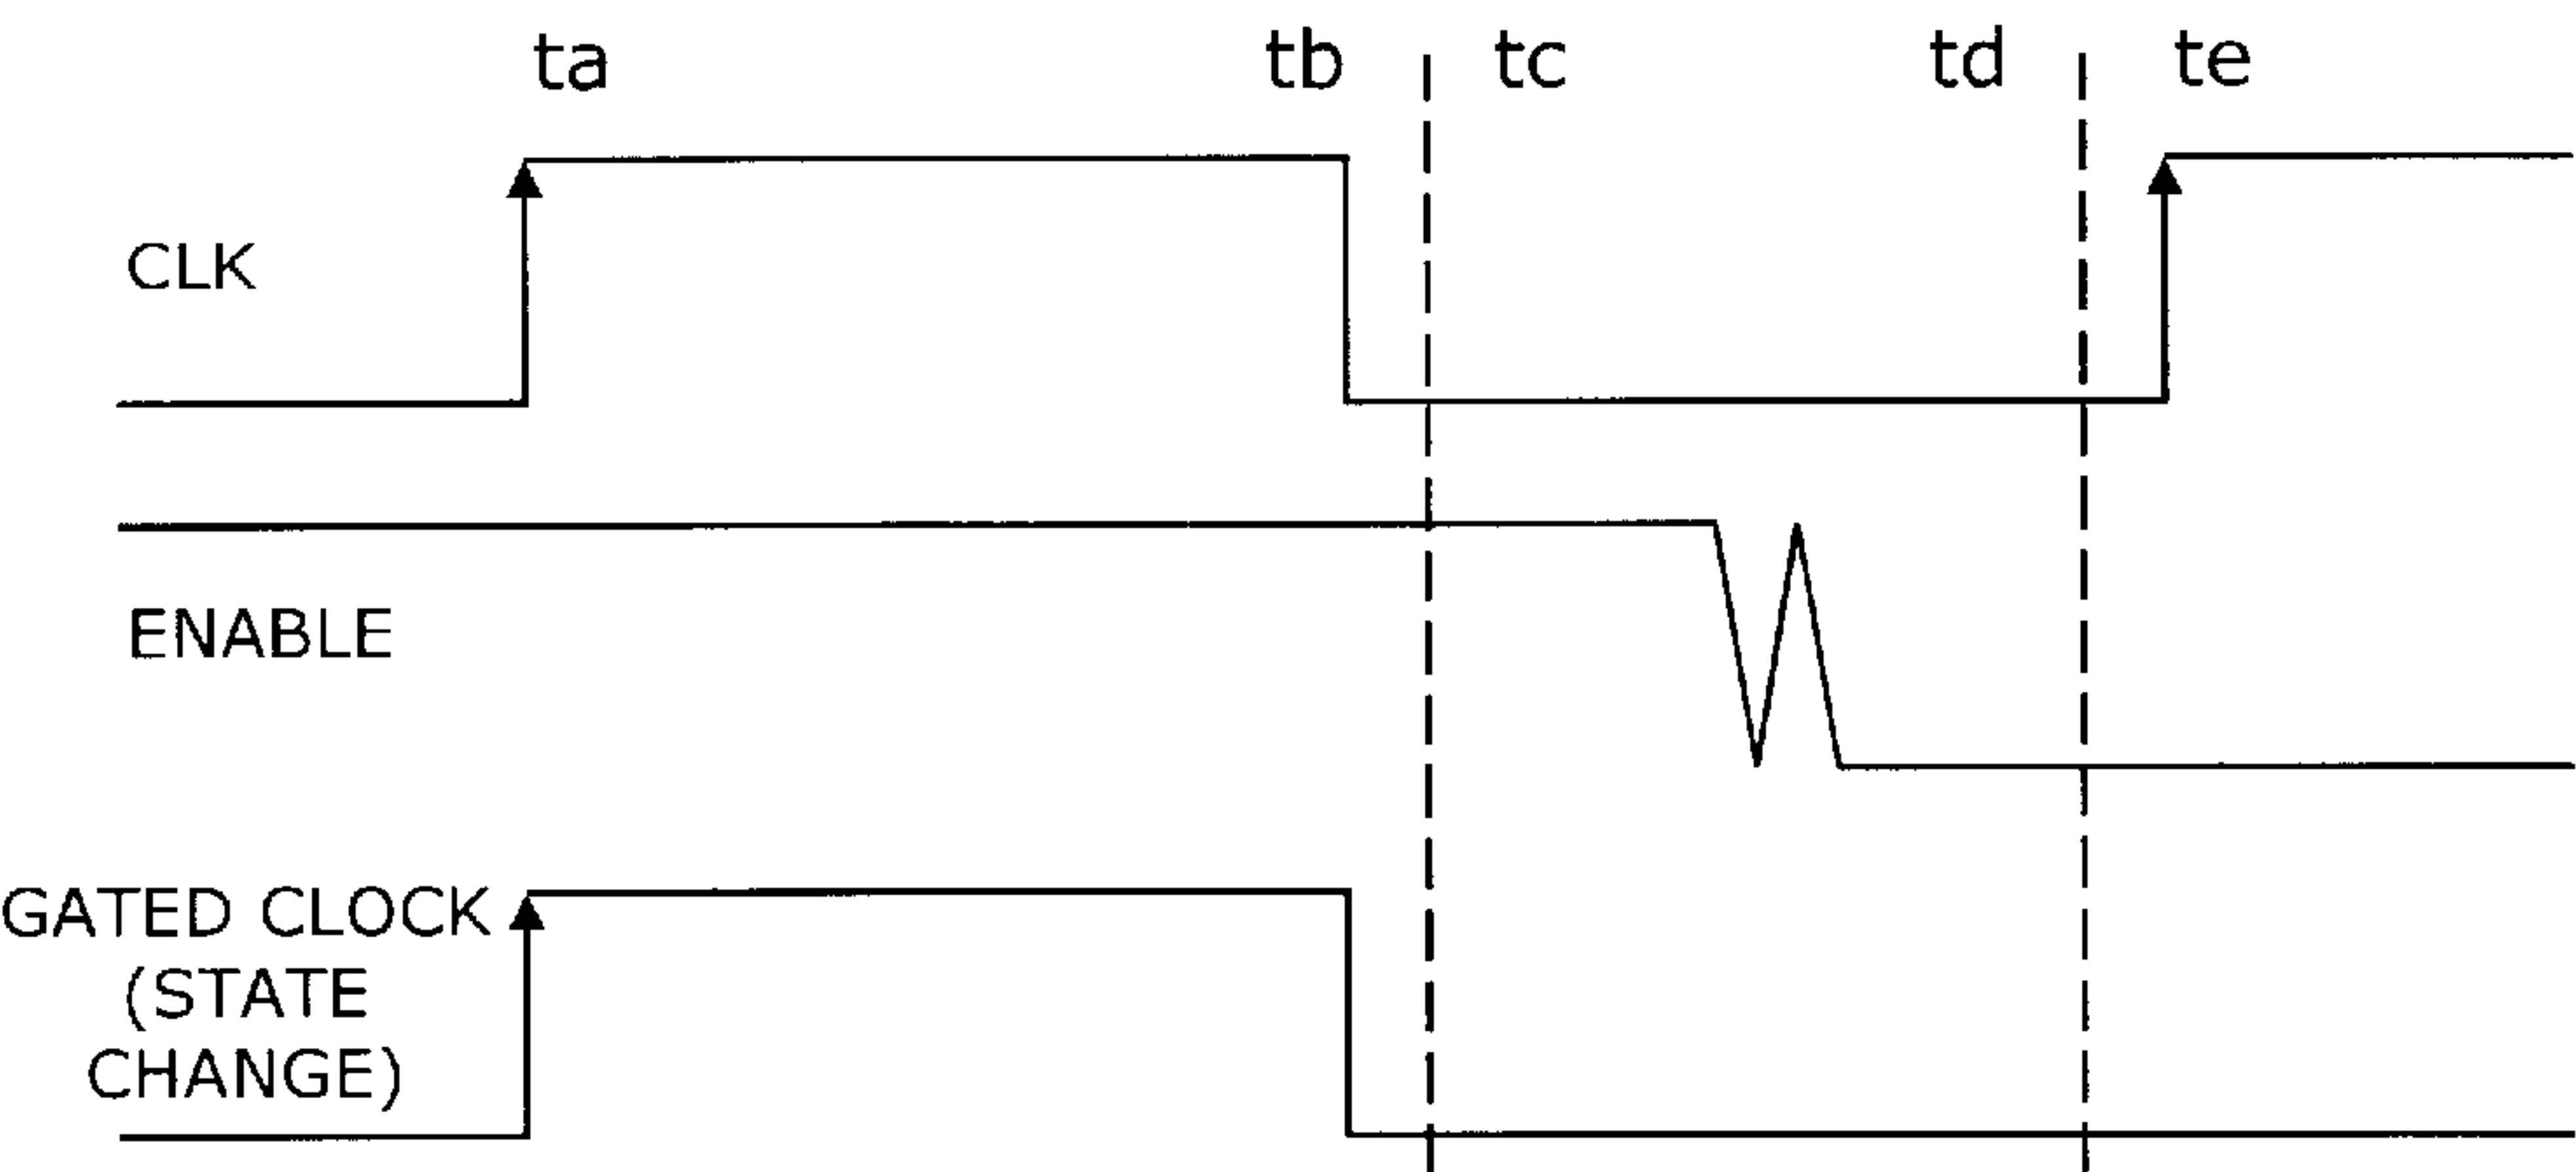 ta tb tc td te
CLK
ENABLE
GATED CLOCK
(STATE
CHANGE)